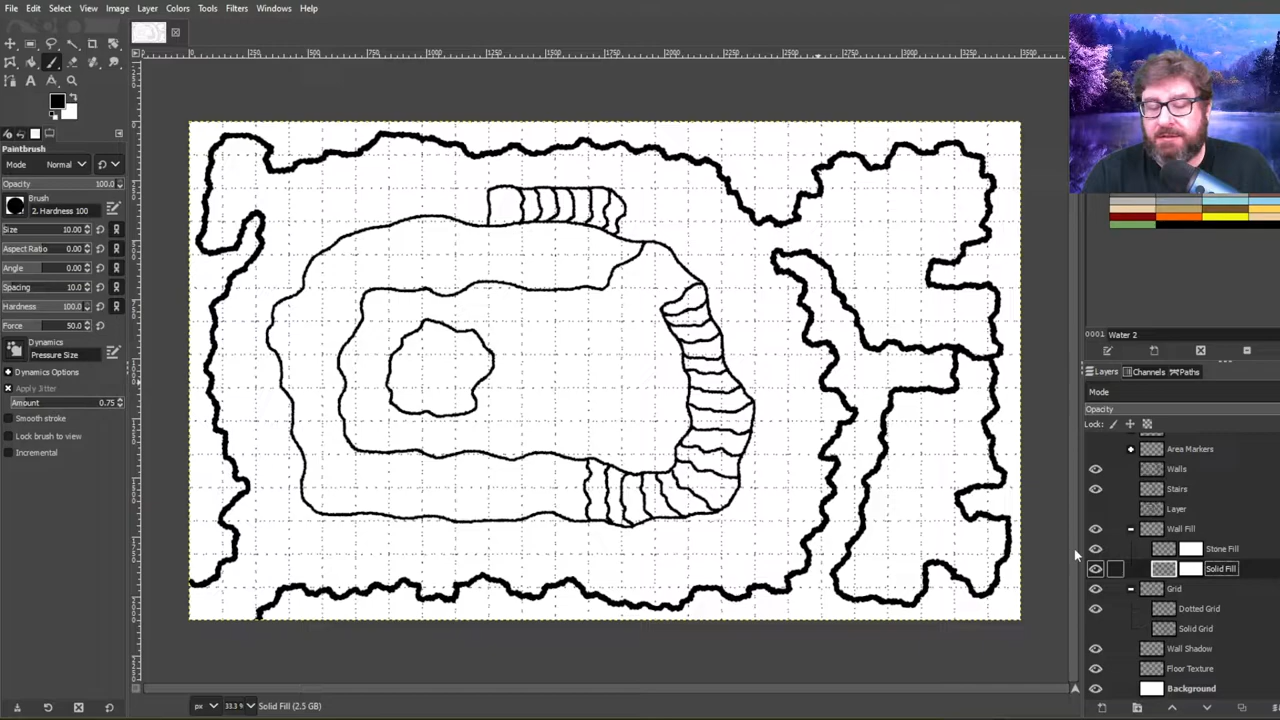 File Edit Select View Image Layer Colors Tools Filters Windows Help
Paintbrush
Mode Normal
Opacity 100.0
Brush
2. Hardness 100
Size 10.00
Aspect Ratio 0.00
Angle 0.00
Spacing 10.0
Hardness 100.0
Force 50.0
Dynamics
Pressure Size
Dynamics Options
Apply Jitter
Amount 0.75
Smooth stroke
Lock brush to view
Incremental
0001 Water 2
Layers Channels Paths
Mode
Opacity
Lock:
Area Markers
Walls
Stairs
Layer
Wall Fill
Stone Fill
Solid Fill
Grid
Dotted Grid
Solid Grid
Wall Shadow
Floor Texture
Background
px 33.3 % Solid Fill (2.5 GB)